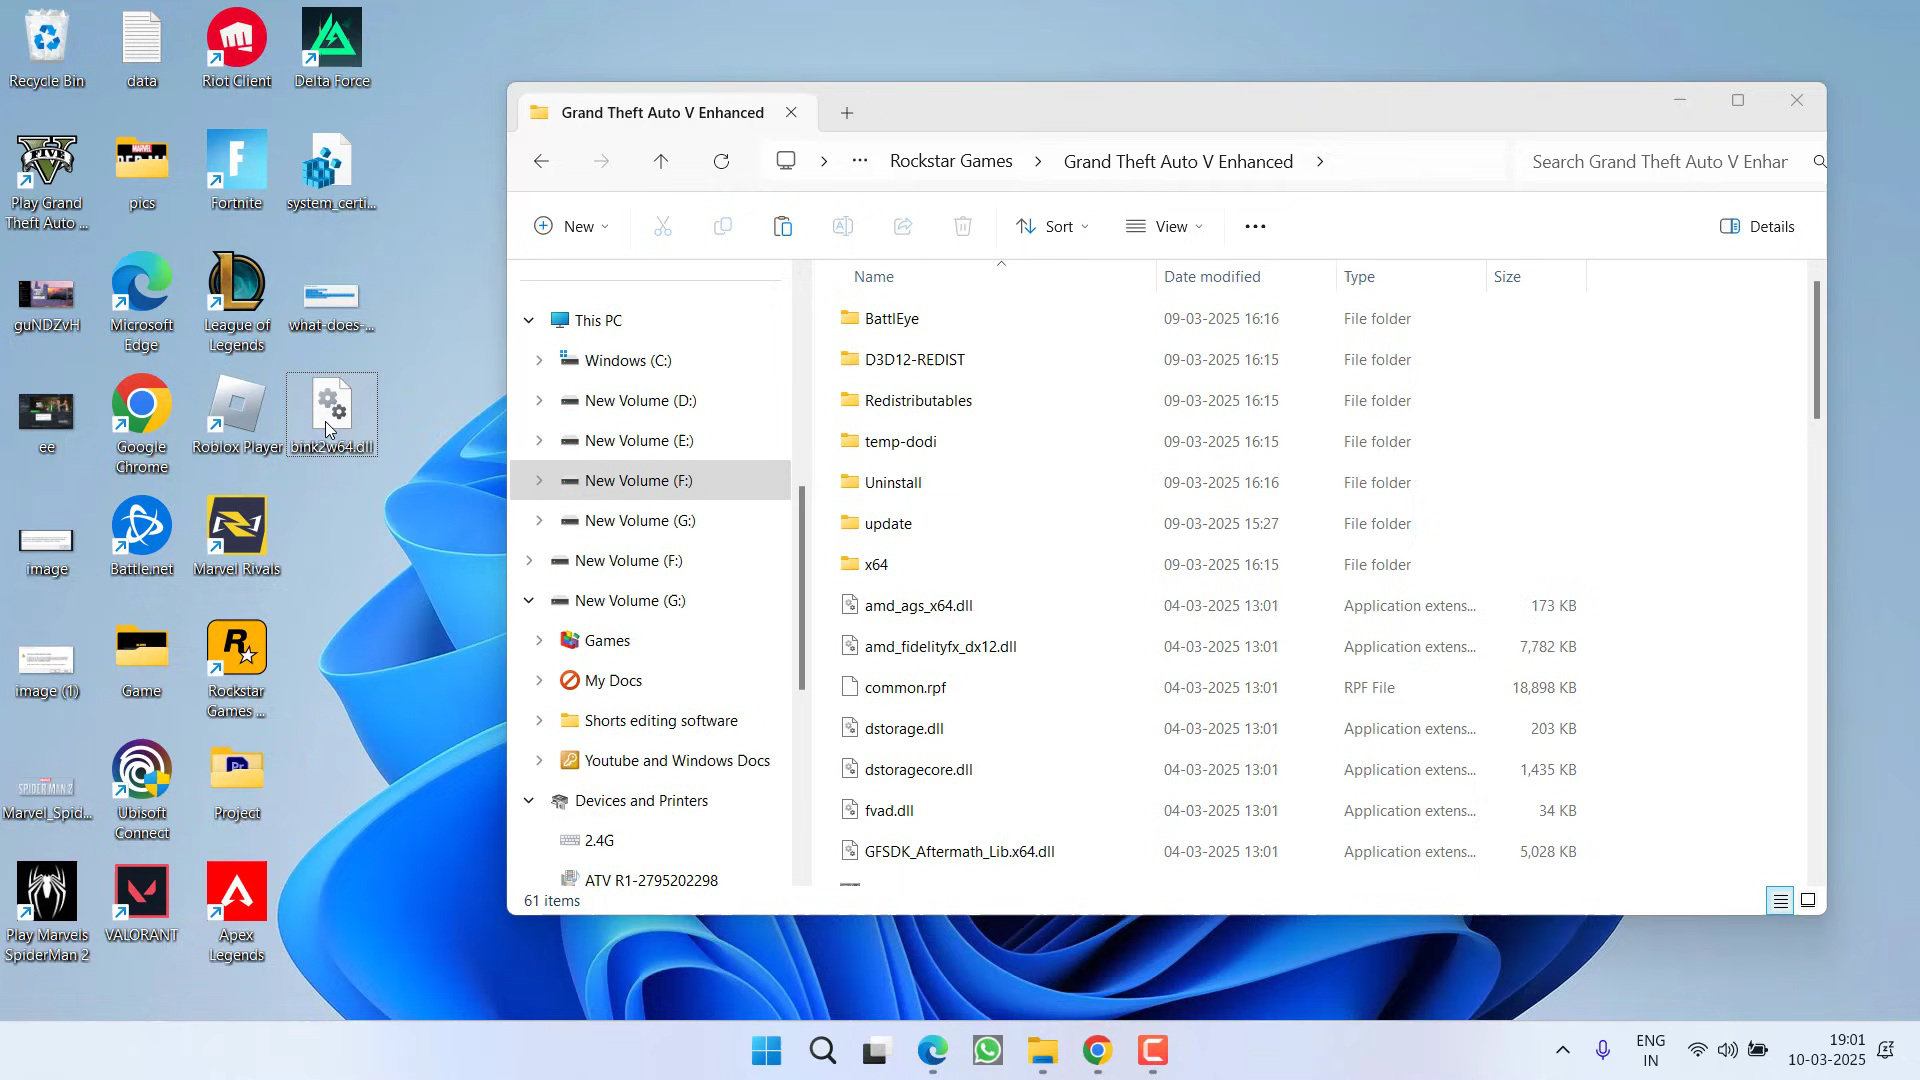 Recycle Bin
data
Riot Client
Delta Force
Play Grand
Theft Auto ...
pics
Fortnite
system_certi...
guNDZvH
Microsoft
Edge
League of
Legends
what-does-...
ee
Google
Chrome
Roblox Player
bink2w64.dll
image
Battle.net
Marvel Rivals
image (1)
Game
Rockstar
Games ...
Marvel_Spid...
Ubisoft
Connect
Project
Play Marvels
SpiderMan 2
VALORANT
Apex
Legends
Grand Theft Auto V Enhanced
Rockstar Games > Grand Theft Auto V Enhanced >
Search Grand Theft Auto V Enhar
New
Sort
View
Details
This PC
Windows (C:)
New Volume (D:)
New Volume (E:)
New Volume (F:)
New Volume (G:)
New Volume (F:)
New Volume (G:)
Games
My Docs
Shorts editing software
Youtube and Windows Docs
Devices and Printers
2.4G
ATV R1-2795202298
Name Date modified Type Size
BattlEye 09-03-2025 16:16 File folder
D3D12-REDIST 09-03-2025 16:15 File folder
Redistributables 09-03-2025 16:15 File folder
temp-dodi 09-03-2025 16:15 File folder
Uninstall 09-03-2025 16:16 File folder
update 09-03-2025 15:27 File folder
x64 09-03-2025 16:15 File folder
amd_ags_x64.dll 04-03-2025 13:01 Application extens... 173 KB
amd_fidelityfx_dx12.dll 04-03-2025 13:01 Application extens... 7,782 KB
common.rpf 04-03-2025 13:01 RPF File 18,898 KB
dstorage.dll 04-03-2025 13:01 Application extens... 203 KB
dstoragecore.dll 04-03-2025 13:01 Application extens... 1,435 KB
fvad.dll 04-03-2025 13:01 Application extens... 34 KB
GFSDK_Aftermath_Lib.x64.dll 04-03-2025 13:01 Application extens... 5,028 KB
61 items
ENG
IN
19:01
10-03-2025